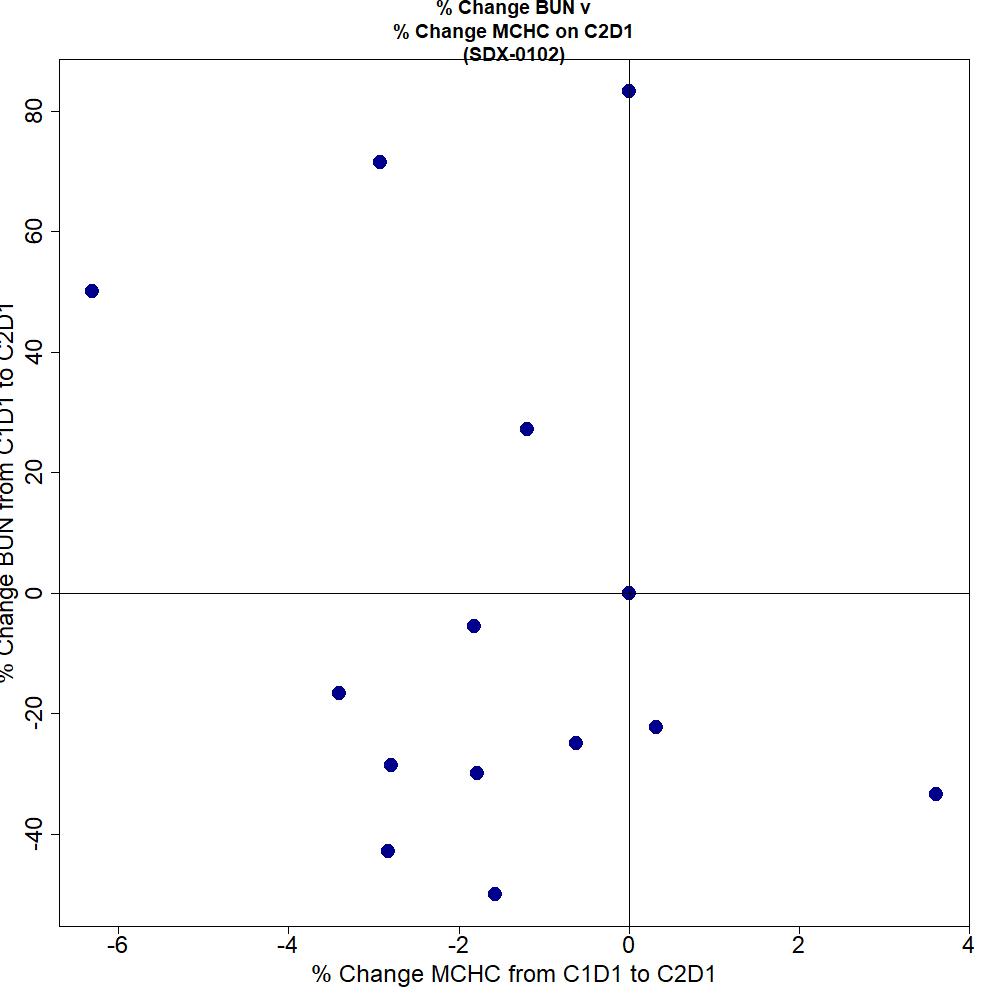 % Change BUN v
% Change MCHC on C2D1
(SDX-0102)
% Change BUN from C1D1 to C2D1
80
60
40
20
0
-20
-40
-6
-4
-2
0
2
4
% Change MCHC from C1D1 to C2D1